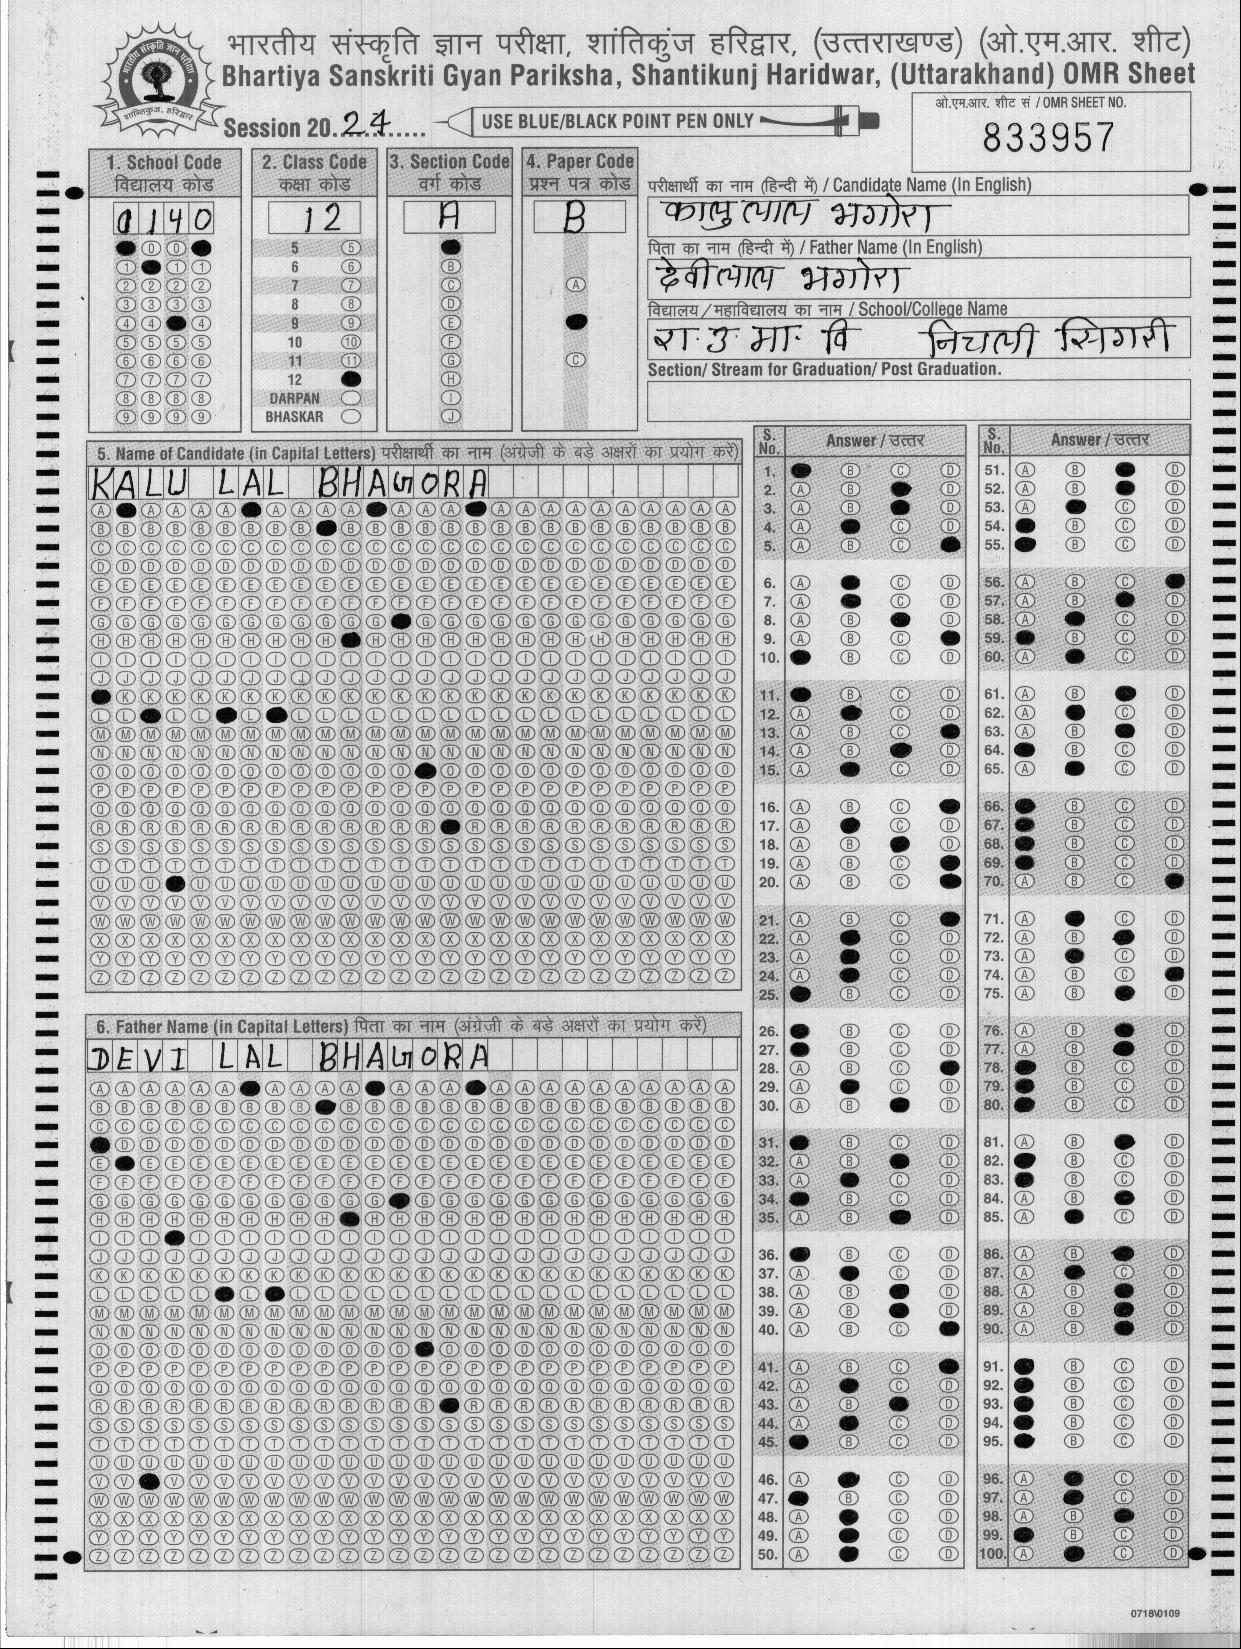 भारतीय संस्कृति ज्ञान परीक्षा, शांतिकुंज हरिद्वार, (उत्तराखण्ड) (ओ.एम.आर. शीट)
Bhartiya Sanskriti Gyan Pariksha, Shantikunj Haridwar, (Uttarakhand) OMR Sheet
Session 20 24
USE BLUE/BLACK POINT PEN ONLY
ओ.एम.आर. शीट सं / OMR SHEET NO.
833957
1. School Code
विद्यालय कोड
0140
2. Class Code
कक्षा कोड
12
5
6
7
8
9
10
11
12
DARPAN
BHASKAR
3. Section Code
वर्ग कोड
A
4. Paper Code
प्रश्न पत्र कोड
B
परीक्षार्थी का नाम (हिन्दी में) / Candidate Name (In English)
कालु लाल भगोरा
पिता का नाम (हिन्दी में) / Father Name (In English)
देवीलाल भगोरा
विद्यालय / महाविद्यालय का नाम / School/College Name
रा. उ. मा. वि निचली सिगरी
Section/ Stream for Graduation/ Post Graduation.
5. Name of Candidate (in Capital Letters) परीक्षार्थी का नाम (अंग्रेजी के बड़े अक्षरों का प्रयोग करें)
KALU LAL BHAGORA
6. Father Name (in Capital Letters) पिता का नाम (अंग्रेजी के बड़े अक्षरों का प्रयोग करें)
DEVI LAL BHAGORA
S. No. Answer / उत्तर
S. No. Answer / उत्तर
0718\0109